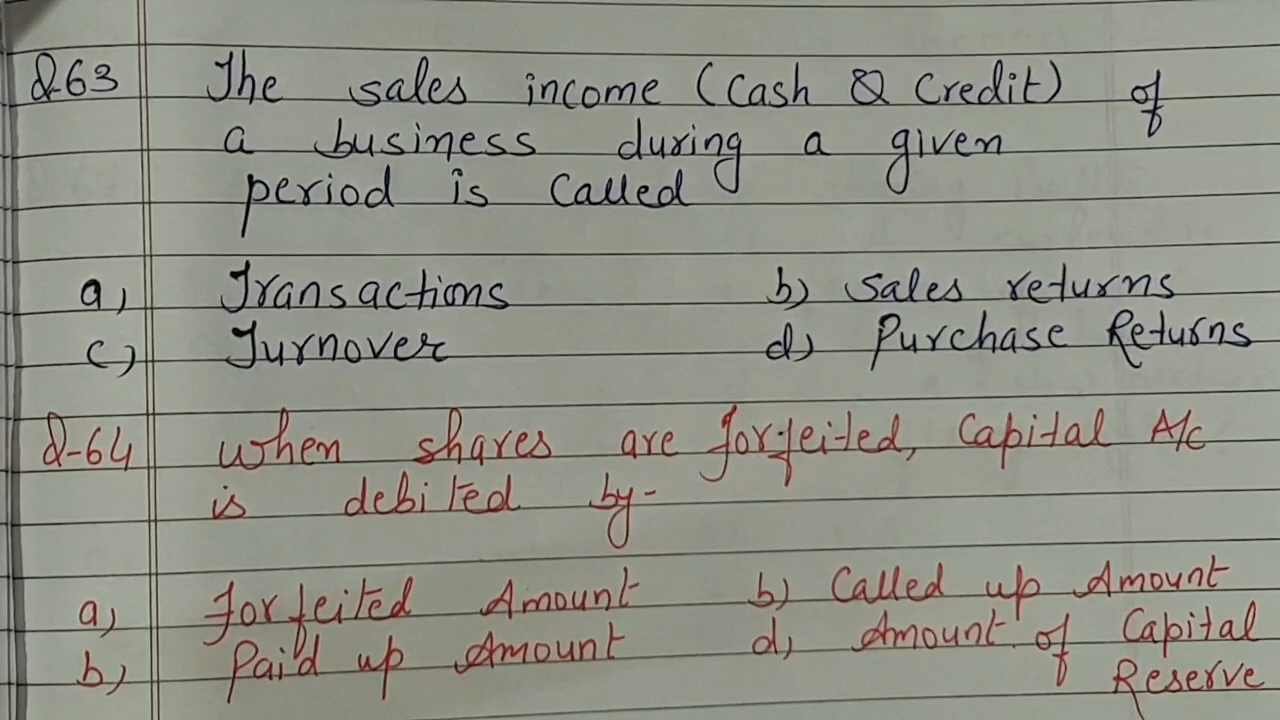 Q.63 The sales income (Cash & Credit) of
a business during a given
period is called
a) Transactions b) Sales returns
c) Turnover d) Purchase Returns
Q-64 When shares are forfeited, Capital A/c
is debited by-
a) Forfeited Amount b) Called up Amount
b) Paid up Amount d) Amount of Capital
Reserve